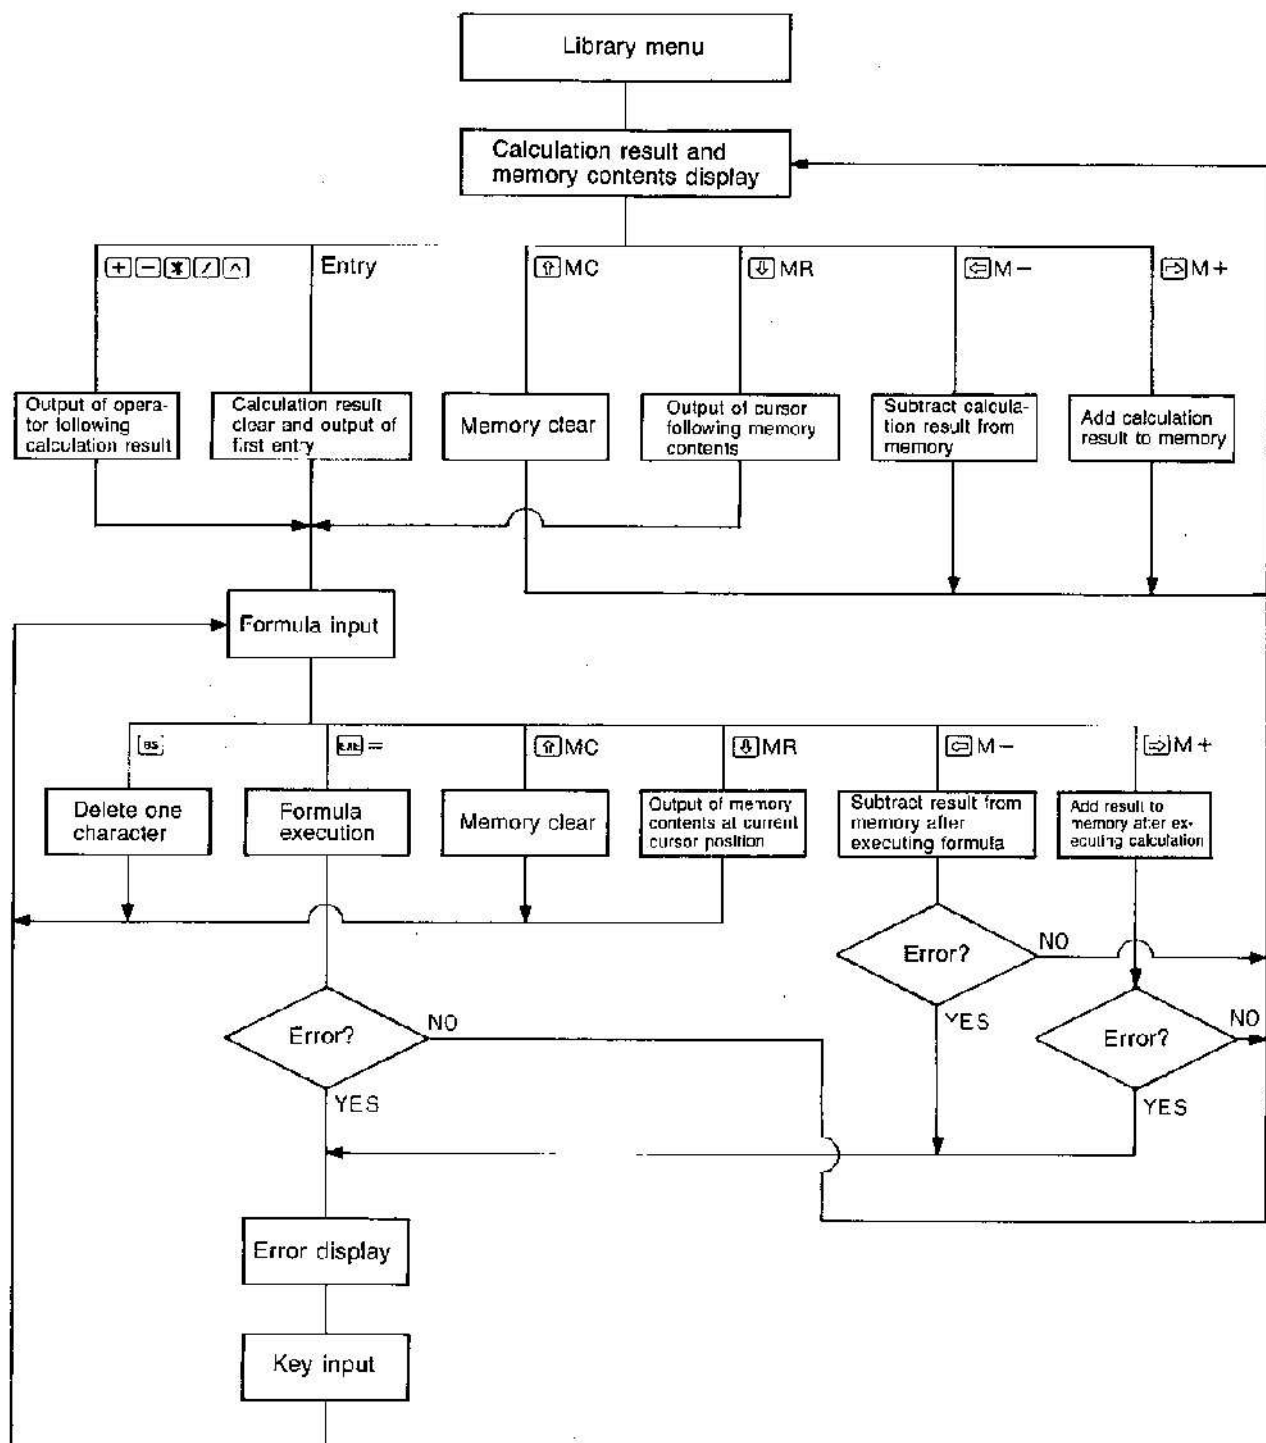 Library menu
Calculation result and
memory contents display
+ - * / ^
Entry
⇧ MC
⇩ MR
⇦ M −
⇨ M +
Output of opera-
tor following
calculation result
Calculation result
clear and output of
first entry
Memory clear
Output of cursor
following memory
contents
Subtract calcula-
tion result from
memory
Add calculation
result to memory
Formula input
BS
EXE =
⇧ MC
⇩ MR
⇦ M −
⇨ M +
Delete one
character
Formula
execution
Memory clear
Output of memory
contents at current
cursor position
Subtract result from
memory after
executing formula
Add result to
memory after ex-
ecuting calculation
Error?
NO
YES
Error?
NO
YES
Error?
NO
YES
Error display
Key input